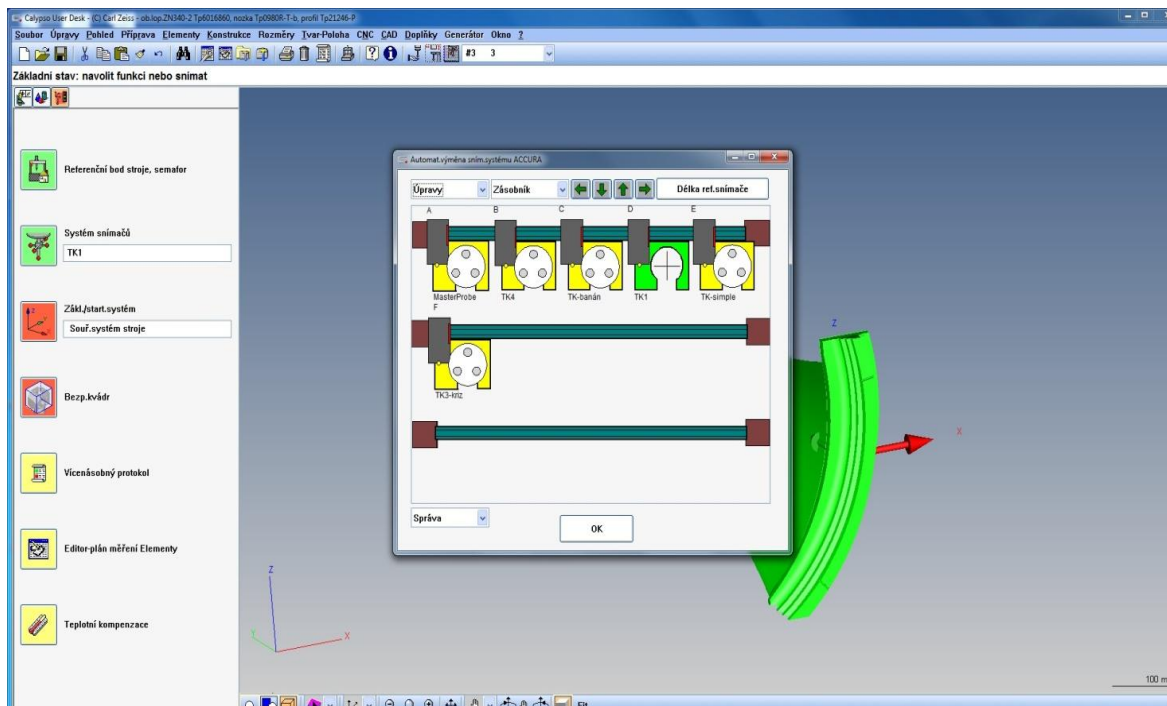 Calypso User Desk - (C) Carl Zeiss - ob.lop.ZN340-2 Tp6016860, nozka Tp0980R-T-b, profil Tp21246-P
Soubor Úpravy Pohled Příprava Elementy Konstrukce Rozměry Tvar-Poloha CNC CAD Doplňky Generátor Okno ?
#3 3
Základní stav: navolit funkci nebo snímat
Referenční bod stroje, semafor
Systém snímačů
TK1
Zákl./start.systém
Souř.systém stroje
Bezp.kvádr
Vícenásobný protokol
Editor-plán měření Elementy
Teplotní kompenzace
Automat.výměna sním.systému ACCURA
Úpravy Zásobník Délka ref.snímače
A B C D E
MasterProbe TK4 TK-banán TK1 TK-simple
F
TK3-kriz
Správa
OK
Z
X
Z
Y
X
100 m